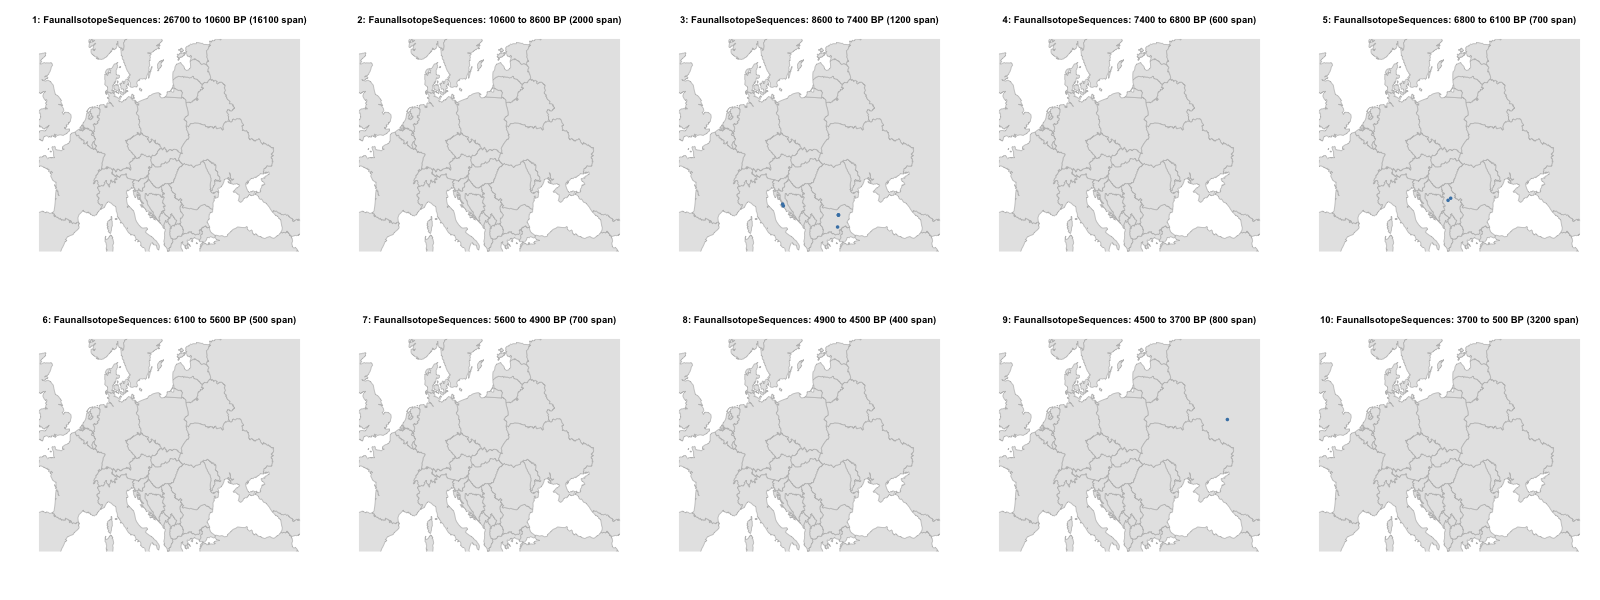 1: FaunalIsotopeSequences: 26700 to 10600 BP (16100 span)
2: FaunalIsotopeSequences: 10600 to 8600 BP (2000 span)
3: FaunalIsotopeSequences: 8600 to 7400 BP (1200 span)
4: FaunalIsotopeSequences: 7400 to 6800 BP (600 span)
5: FaunalIsotopeSequences: 6800 to 6100 BP (700 span)
6: FaunalIsotopeSequences: 6100 to 5600 BP (500 span)
7: FaunalIsotopeSequences: 5600 to 4900 BP (700 span)
8: FaunalIsotopeSequences: 4900 to 4500 BP (400 span)
9: FaunalIsotopeSequences: 4500 to 3700 BP (800 span)
10: FaunalIsotopeSequences: 3700 to 500 BP (3200 span)